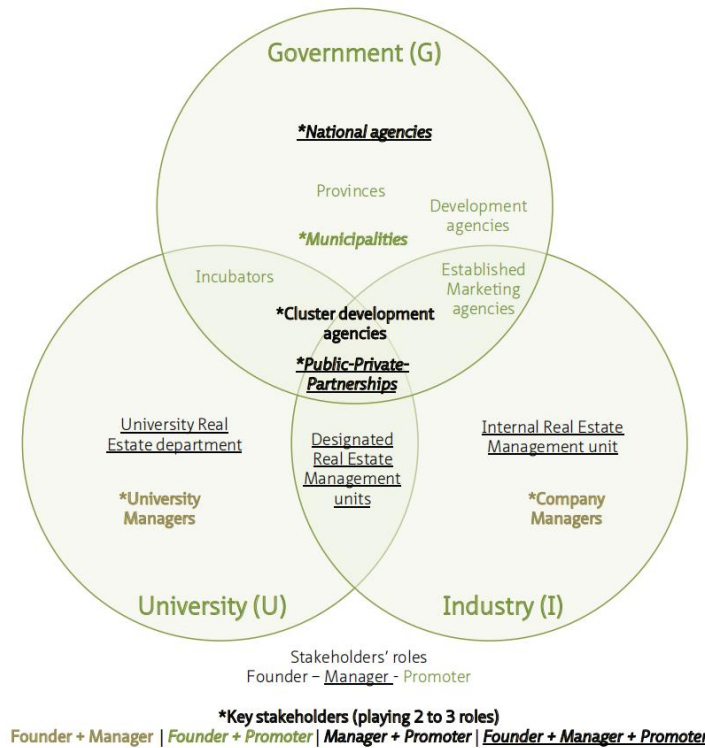 Government (G)
*National agencies
Provinces
Development
agencies
*Municipalities
Incubators
Established
Marketing
agencies
*Cluster development
agencies
*Public-Private-
Partnerships
University Real
Estate department
Designated
Real Estate
Management
units
Internal Real Estate
Management unit
*University
Managers
*Company
Managers
University (U)
Industry (I)
Stakeholders' roles
Founder – Manager - Promoter
*Key stakeholders (playing 2 to 3 roles)
Founder + Manager | Founder + Promoter | Manager + Promoter | Founder + Manager + Promoter